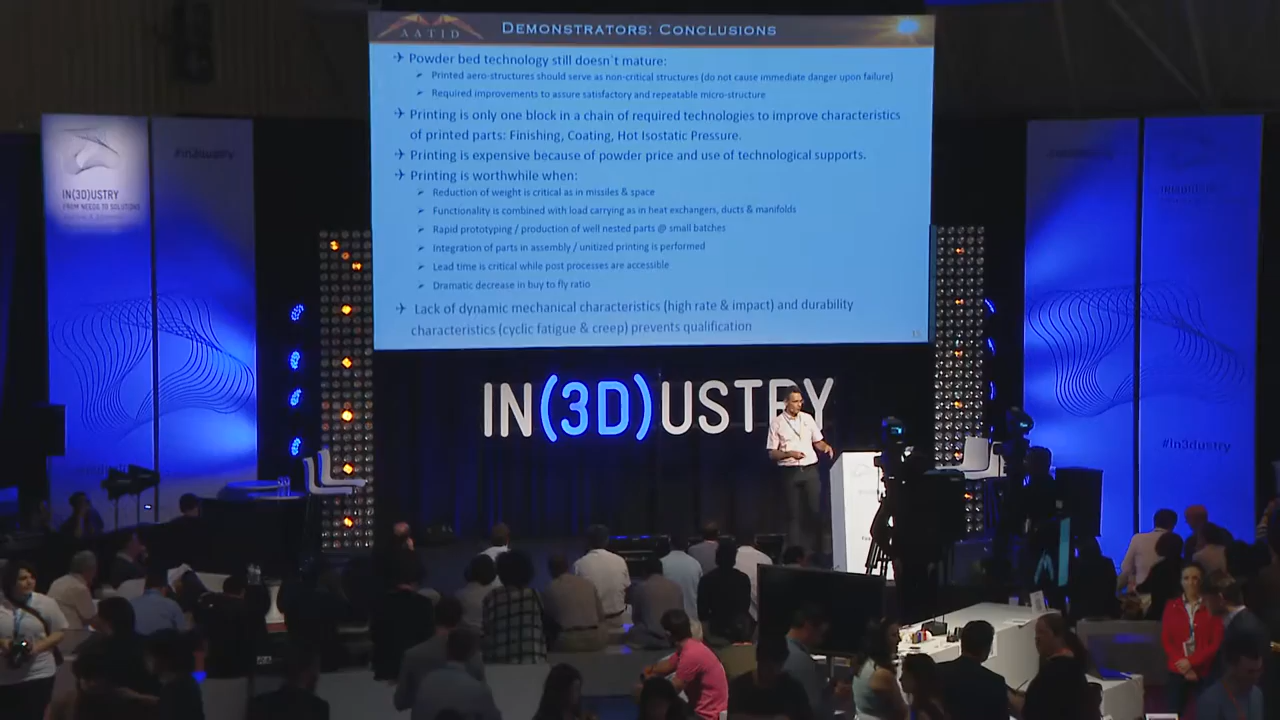 AATID
DEMONSTRATORS: CONCLUSIONS
Powder bed technology still doesn't mature:
Printed aero-structures should serve as non-critical structures (do not cause immediate danger upon failure)
Required improvements to assure satisfactory and repeatable micro-structure
Printing is only one block in a chain of required technologies to improve characteristics
of printed parts: Finishing, Coating, Hot Isostatic Pressure.
Printing is expensive because of powder price and use of technological supports.
Printing is worthwhile when:
Reduction of weight is critical as in missiles & space
Functionality is combined with load carrying as in heat exchangers, ducts & manifolds
Rapid prototyping / production of well nested parts @ small batches
Integration of parts in assembly / unitized printing is performed
Lead time is critical while post processes are accessible
Dramatic decrease in buy to fly ratio
Lack of dynamic mechanical characteristics (high rate & impact) and durability
characteristics (cyclic fatigue & creep) prevents qualification
15
#in3dustry
IN(3D)USTRY
FROM NEEDS TO SOLUTIONS
IN(3D)USTRY
IN(3D)USTRY
#in3dustry